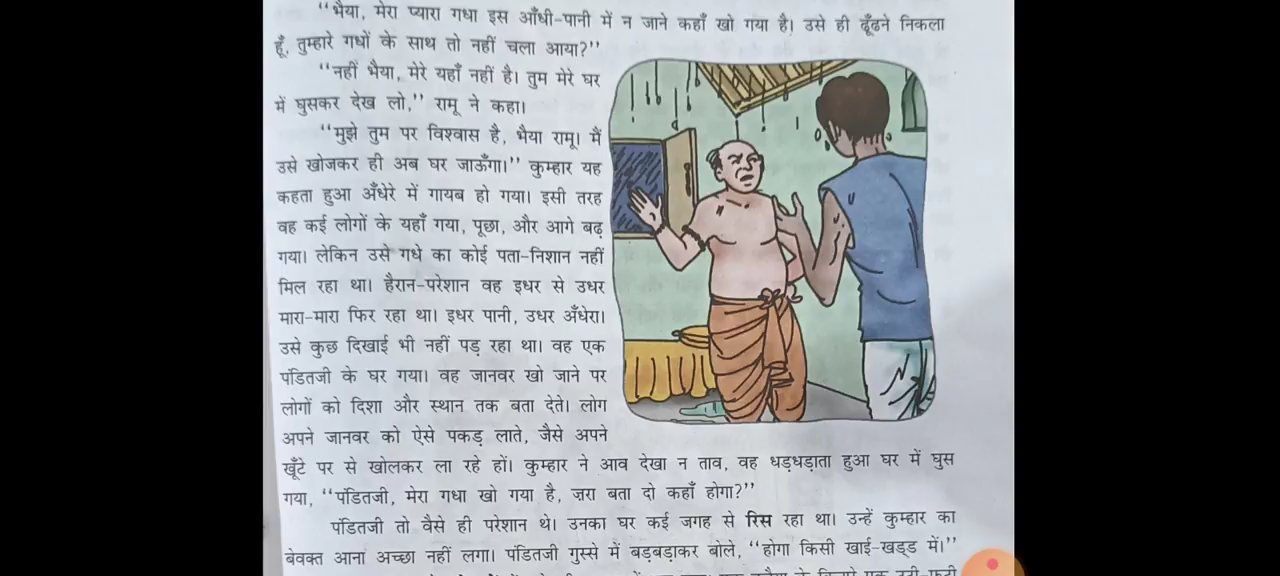 “भैया, मेरा प्यारा गधा इस आँधी-पानी में न जाने कहाँ खो गया है। उसे ही ढूँढने निकला
हूँ, तुम्हारे गधों के साथ तो नहीं चला आया?”
“नहीं भैया, मेरे यहाँ नहीं है। तुम मेरे घर
में घुसकर देख लो,” रामू ने कहा।
“मुझे तुम पर विश्वास है, भैया रामू। मैं
उसे खोजकर ही अब घर जाऊँगा।” कुम्हार यह
कहता हुआ अँधेरे में गायब हो गया। इसी तरह
वह कई लोगों के यहाँ गया, पूछा, और आगे बढ़
गया। लेकिन उसे गधे का कोई पता-निशान नहीं
मिल रहा था। हैरान-परेशान वह इधर से उधर
मारा-मारा फिर रहा था। इधर पानी, उधर अँधेरा।
उसे कुछ दिखाई भी नहीं पड़ रहा था। वह एक
पंडितजी के घर गया। वह जानवर खो जाने पर
लोगों को दिशा और स्थान तक बता देते। लोग
अपने जानवर को ऐसे पकड़ लाते, जैसे अपने
खूँटे पर से खोलकर ला रहे हों। कुम्हार ने आव देखा न ताव, वह धड़धड़ाता हुआ घर में घुस
गया, “पंडितजी, मेरा गधा खो गया है, ज़रा बता दो कहाँ होगा?”
पंडितजी तो वैसे ही परेशान थे। उनका घर कई जगह से रिस रहा था। उन्हें कुम्हार का
बेवक्त आना अच्छा नहीं लगा। पंडितजी गुस्से में बड़बड़ाकर बोले, “होगा किसी खाई-खड्ड में।”